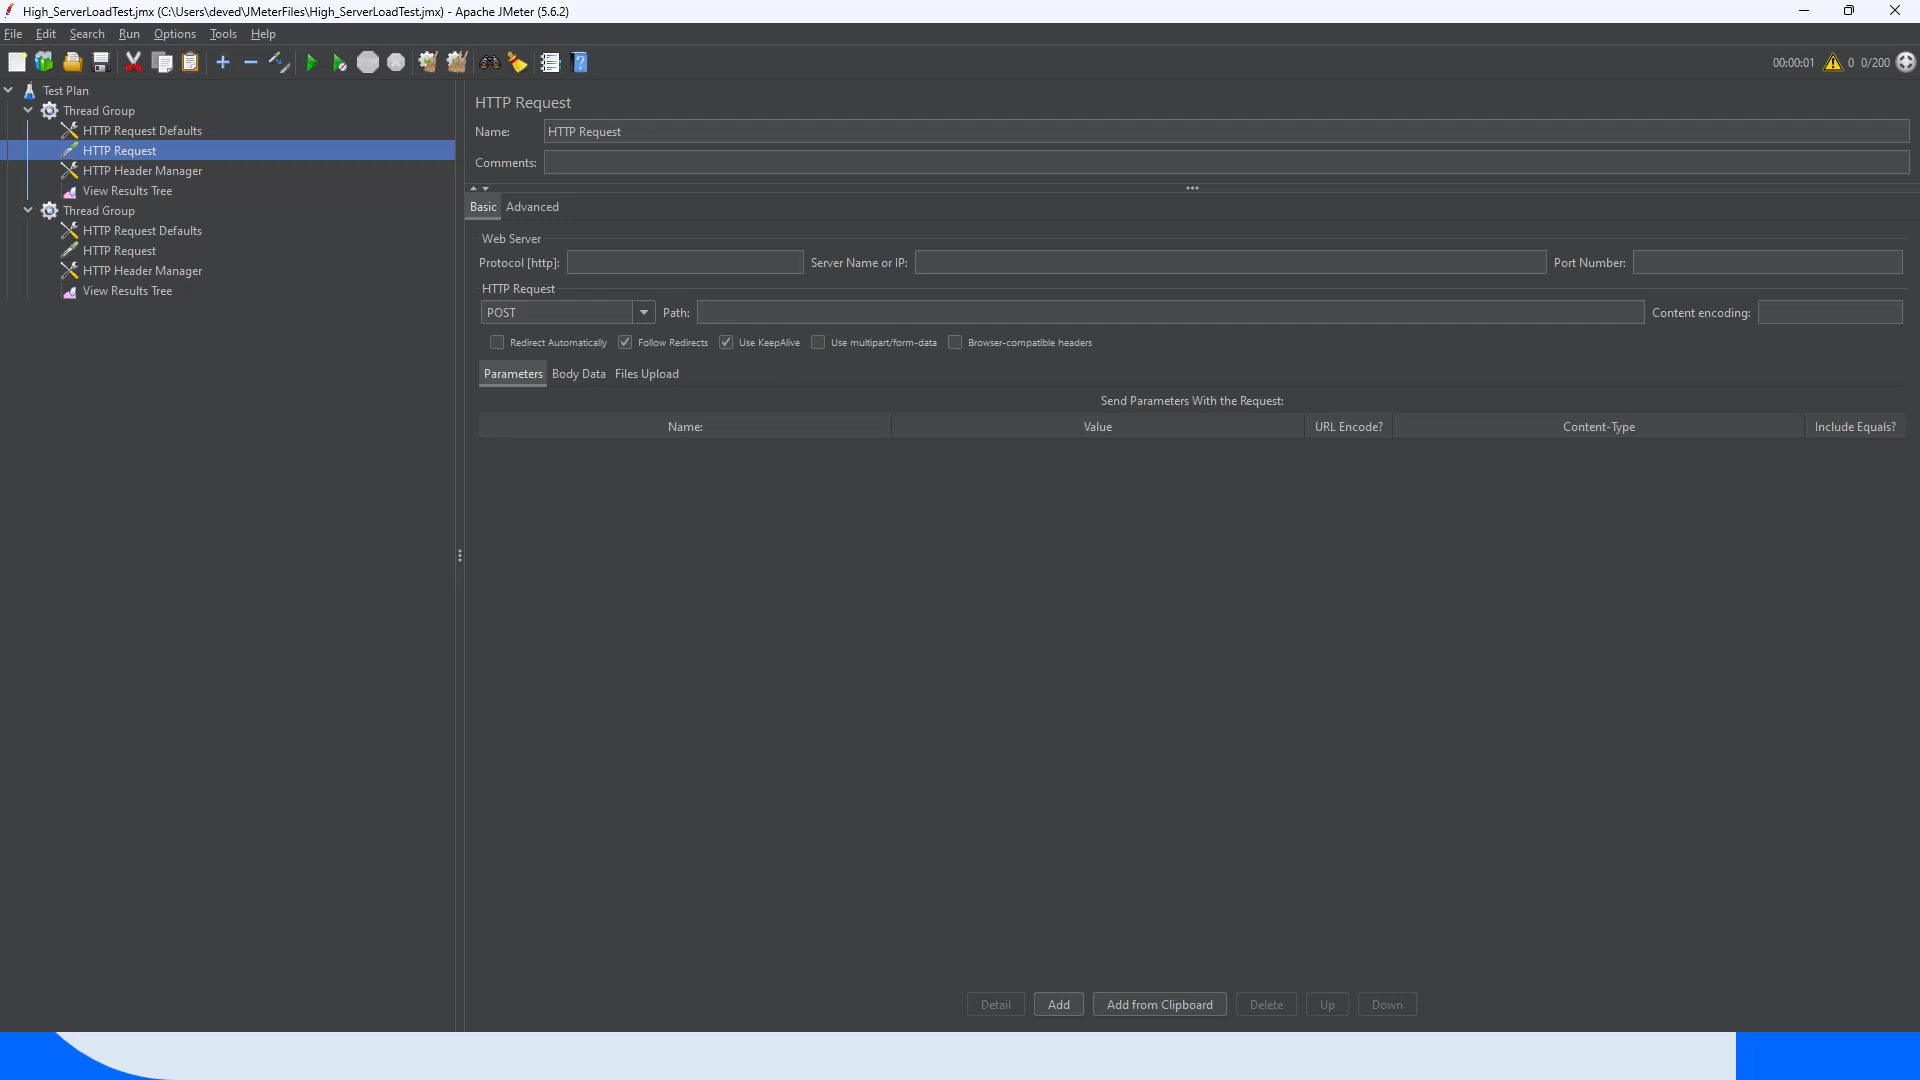 High_ServerLoadTest.jmx (C:\Users\deved\JMeterFiles\High_ServerLoadTest.jmx) - Apache JMeter (5.6.2)
File Edit Search Run Options Tools Help
00:00:01 0 0/200
Test Plan
Thread Group
HTTP Request Defaults
HTTP Request
HTTP Header Manager
View Results Tree
Thread Group
HTTP Request Defaults
HTTP Request
HTTP Header Manager
View Results Tree
HTTP Request
Name: HTTP Request
Comments:
Basic Advanced
Web Server
Protocol [http]: Server Name or IP: Port Number:
HTTP Request
POST Path: Content encoding:
Redirect Automatically Follow Redirects Use KeepAlive Use multipart/form-data Browser-compatible headers
Parameters Body Data Files Upload
Send Parameters With the Request:
Name: Value URL Encode? Content-Type Include Equals?
Detail Add Add from Clipboard Delete Up Down